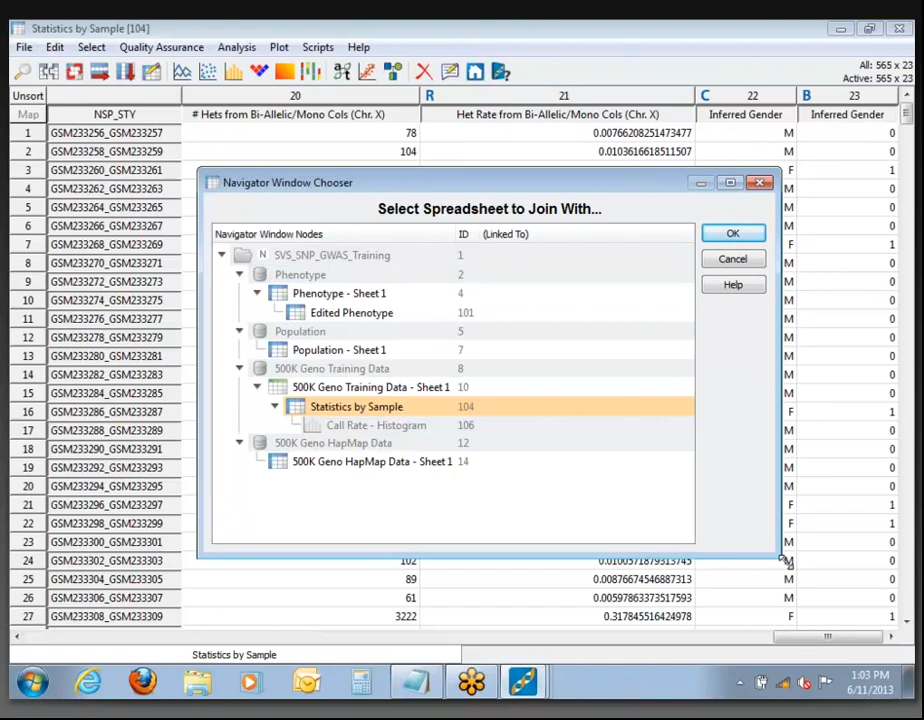 Statistics by Sample [104]
File Edit Select Quality Assurance Analysis Plot Scripts Help
All: 565 x 23
Active: 565 x 23
Unsort 20 R 21 C 22 B 23
Map NSP_STY # Hets from Bi-Allelic/Mono Cols (Chr. X) Het Rate from Bi-Allelic/Mono Cols (Chr. X) Inferred Gender Inferred Gender
1 GSM233256_GSM233257 78 0.00766208251473477 M 0
2 GSM233258_GSM233259 104 0.0103616618511507 M 0
3 GSM233260_GSM233261 F 1
4 GSM233262_GSM233263 M 0
5 GSM233264_GSM233265 M 0
6 GSM233266_GSM233267 M 0
7 GSM233268_GSM233269 F 1
8 GSM233270_GSM233271 M 0
9 GSM233272_GSM233273 M 0
10 GSM233274_GSM233275 M 0
11 GSM233276_GSM233277 M 0
12 GSM233278_GSM233279 M 0
13 GSM233280_GSM233281 M 0
14 GSM233282_GSM233283 M 0
15 GSM233284_GSM233285 M 0
16 GSM233286_GSM233287 F 1
17 GSM233288_GSM233289 M 0
18 GSM233290_GSM233291 M 0
19 GSM233292_GSM233293 M 0
20 GSM233294_GSM233295 M 0
21 GSM233296_GSM233297 F 1
22 GSM233298_GSM233299 F 1
23 GSM233300_GSM233301 M 0
24 GSM233302_GSM233303 102 0.0100571879313745 M 0
25 GSM233304_GSM233305 89 0.00876674546887313 M 0
26 GSM233306_GSM233307 61 0.00597863373517593 M 0
27 GSM233308_GSM233309 3222 0.317845516424978 F 1
Navigator Window Chooser
Select Spreadsheet to Join With...
Navigator Window Nodes ID (Linked To)
N SVS_SNP_GWAS_Training 1
Phenotype 2
Phenotype - Sheet 1 4
Edited Phenotype 101
Population 5
Population - Sheet 1 7
500K Geno Training Data 8
500K Geno Training Data - Sheet 1 10
Statistics by Sample 104
Call Rate - Histogram 106
500K Geno HapMap Data 12
500K Geno HapMap Data - Sheet 1 14
OK
Cancel
Help
Statistics by Sample
1:03 PM
6/11/2013